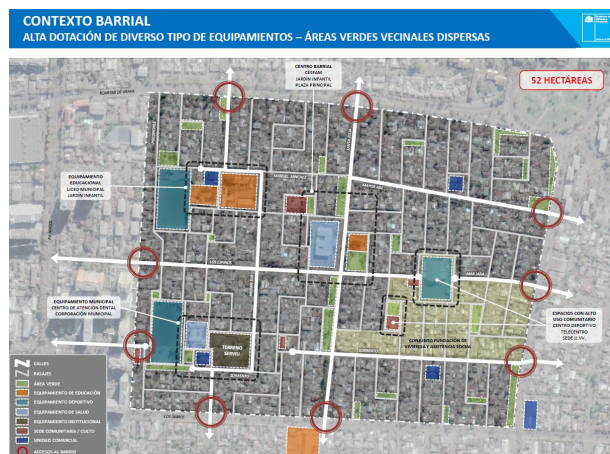 CONTEXTO BARRIAL
ALTA DOTACIÓN DE DIVERSO TIPO DE EQUIPAMIENTOS – ÁREAS VERDES VECINALES DISPERSAS
52 HECTÁREAS
CENTRO BARRIAL
CESFAM
JARDÍN INFANTIL
PLAZA PRINCIPAL
EQUIPAMIENTO
EDUCACIONAL
LICEO MUNICIPAL
JARDÍN INFANTIL
MANUEL SÁNCHEZ
EQUIPAMIENTO MUNICIPAL
CENTRO DE ATENCIÓN DENTAL
CORPORACIÓN MUNICIPAL
TERRENO
SERVIU
CONJUNTO FUNDACIÓN DE
VIVIENDA Y ASISTENCIA SOCIAL
ESPACIOS CON ALTO
USO COMUNITARIO
CENTRO DEPORTIVO
TELECENTRO
SEDE JJ.VV.
CALLES
PASAJES
ÁREA VERDE
EQUIPAMIENTO DE EDUCACIÓN
EQUIPAMIENTO DEPORTIVO
EQUIPAMIENTO DE SALUD
EQUIPAMIENTO INSTITUCIONAL
SEDE COMUNITARIA / CULTO
UNIDAD COMERCIAL
ACCESOS AL BARRIO